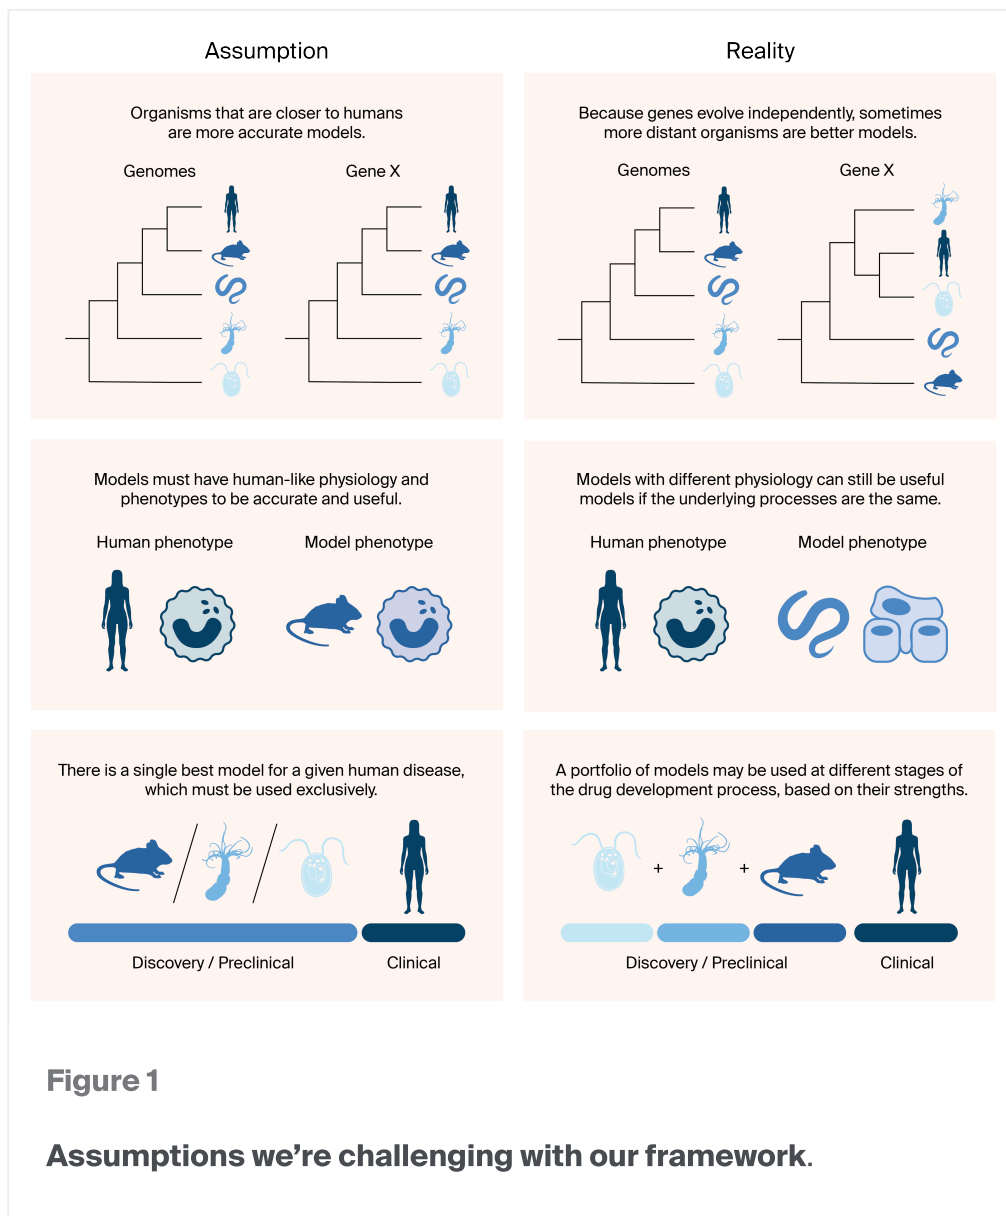 Assumption
Reality
Organisms that are closer to humans
are more accurate models.
Genomes
Gene X
Because genes evolve independently, sometimes
more distant organisms are better models.
Genomes
Gene X
Models must have human-like physiology and
phenotypes to be accurate and useful.
Human phenotype
Model phenotype
Models with different physiology can still be useful
models if the underlying processes are the same.
Human phenotype
Model phenotype
There is a single best model for a given human disease,
which must be used exclusively.
Discovery / Preclinical
Clinical
A portfolio of models may be used at different stages of
the drug development process, based on their strengths.
+
+
Discovery / Preclinical
Clinical
Figure 1
Assumptions we’re challenging with our framework.